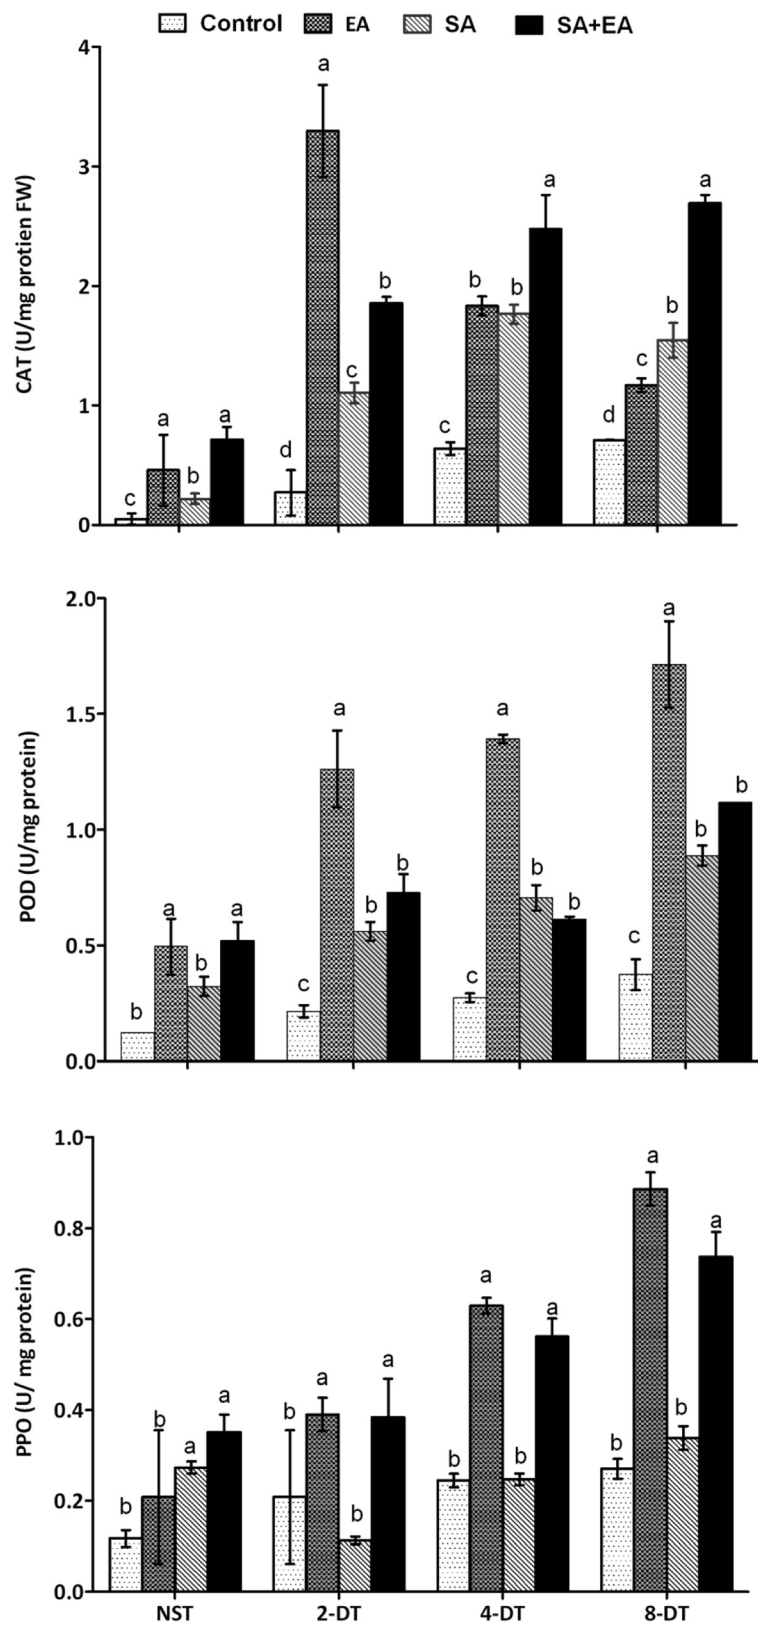 Control EA SA SA+EA
4
3
2
1
0
CAT (U/mg protien FW)
c a b a
d a c b
c b b a
d c b a
2.0
1.5
1.0
0.5
0.0
POD (U/mg protein)
b a b a
c a b b
c a b b
c a b b
1.0
0.8
0.6
0.4
0.2
0.0
PPO (U/ mg protein)
b b a a
b a b a
b a b a
b a b a
NST 2-DT 4-DT 8-DT